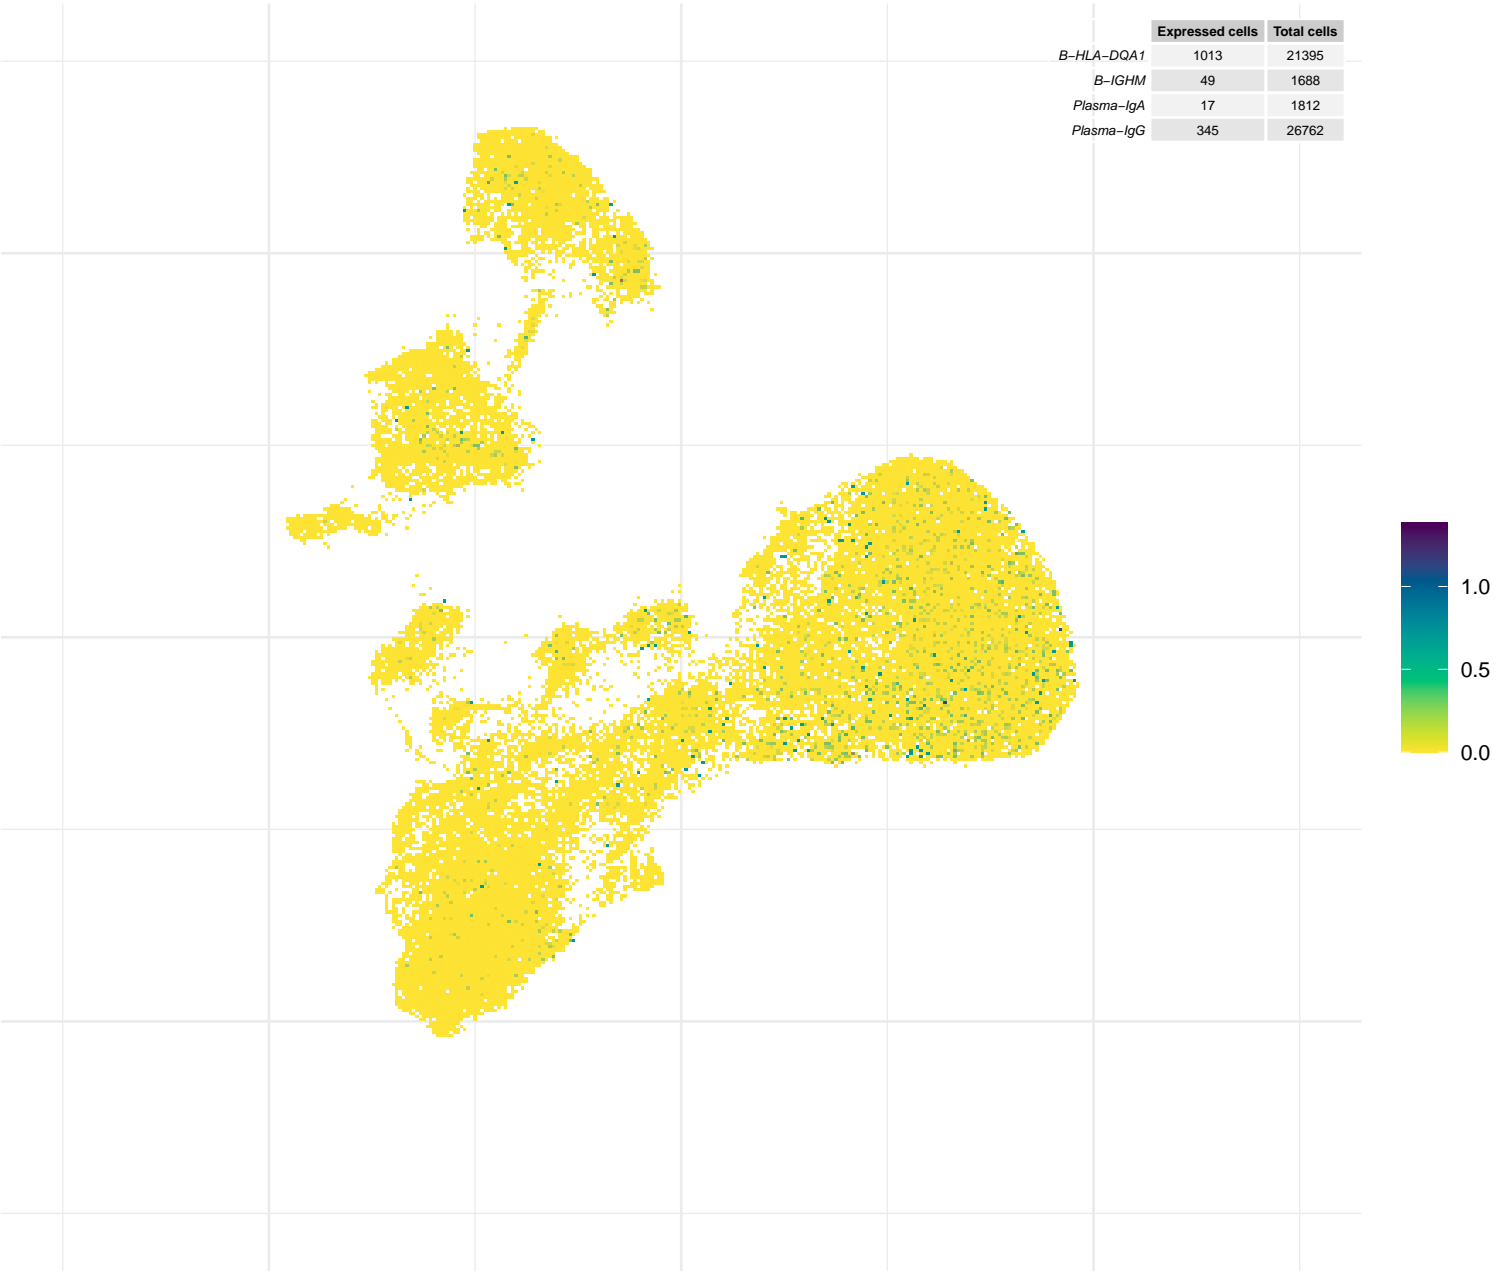 Expressed cells Total cells
B−HLA−DQA1 1013 21395
B−IGHM 49 1688
Plasma−IgA 17 1812
Plasma−IgG 345 26762
1.0
0.5
0.0